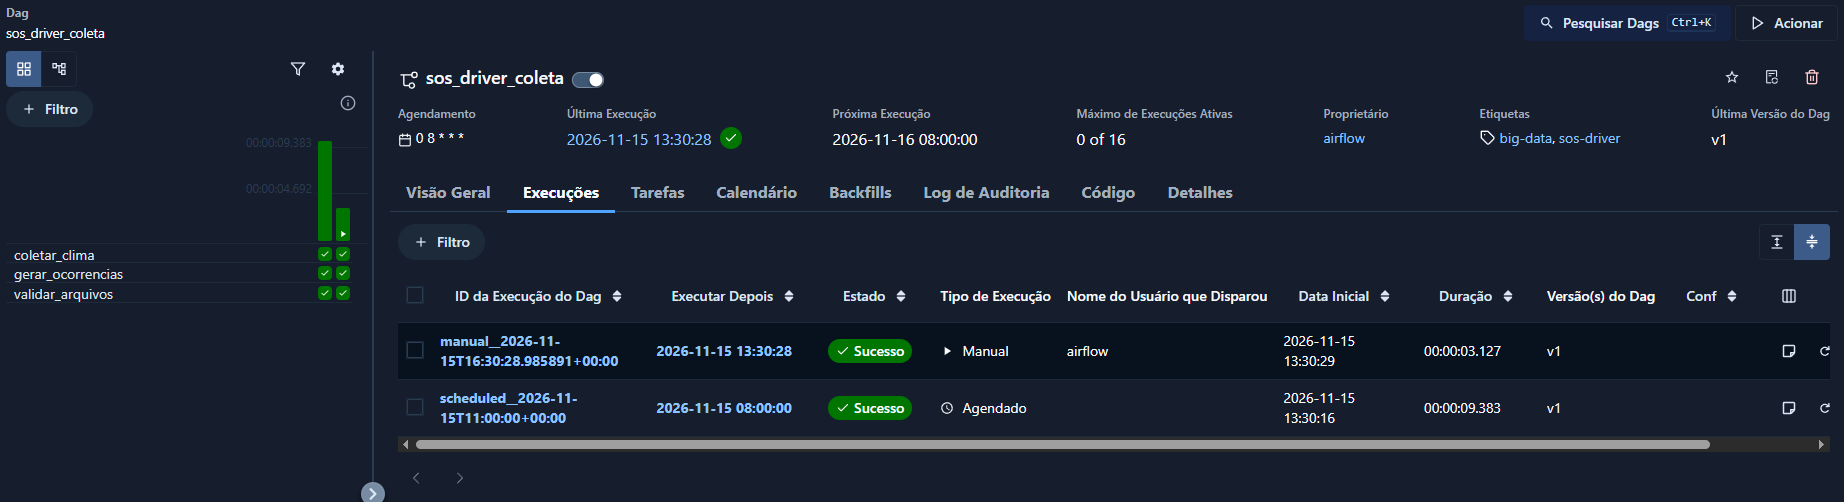 Dag
sos_driver_coleta
Pesquisar Dags Ctrl+K
Acionar
Filtro
00:00:09.383
00:00:04.692
coletar_clima
gerar_ocorrencias
validar_arquivos
sos_driver_coleta
Agendamento
0 8 * * *
Última Execução
2026-11-15 13:30:28
Próxima Execução
2026-11-16 08:00:00
Máximo de Execuções Ativas
0 of 16
Proprietário
airflow
Etiquetas
big-data, sos-driver
Última Versão do Dag
v1
Visão Geral Execuções Tarefas Calendário Backfills Log de Auditoria Código Detalhes
Filtro
ID da Execução do Dag Executar Depois Estado Tipo de Execução Nome do Usuário que Disparou Data Inicial Duração Versão(s) do Dag Conf
manual__2026-11-
15T16:30:28.985891+00:00
2026-11-15 13:30:28
Sucesso
Manual
airflow
2026-11-15
13:30:29
00:00:03.127
v1
scheduled__2026-11-
15T11:00:00+00:00
2026-11-15 08:00:00
Sucesso
Agendado
2026-11-15
13:30:16
00:00:09.383
v1